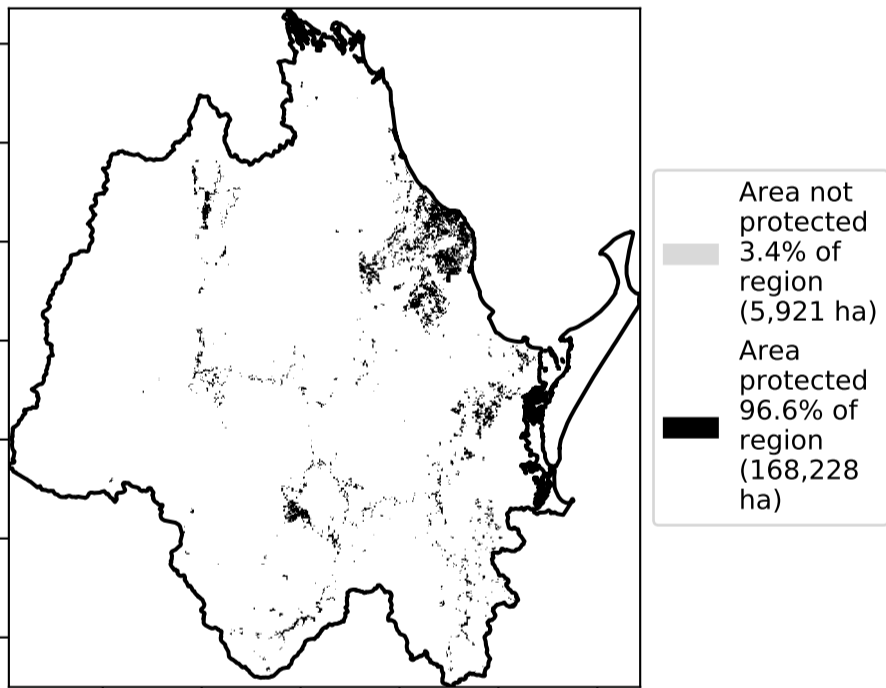 Area not
protected
3.4% of
region
(5,921 ha)
Area
protected
96.6% of
region
(168,228
ha)